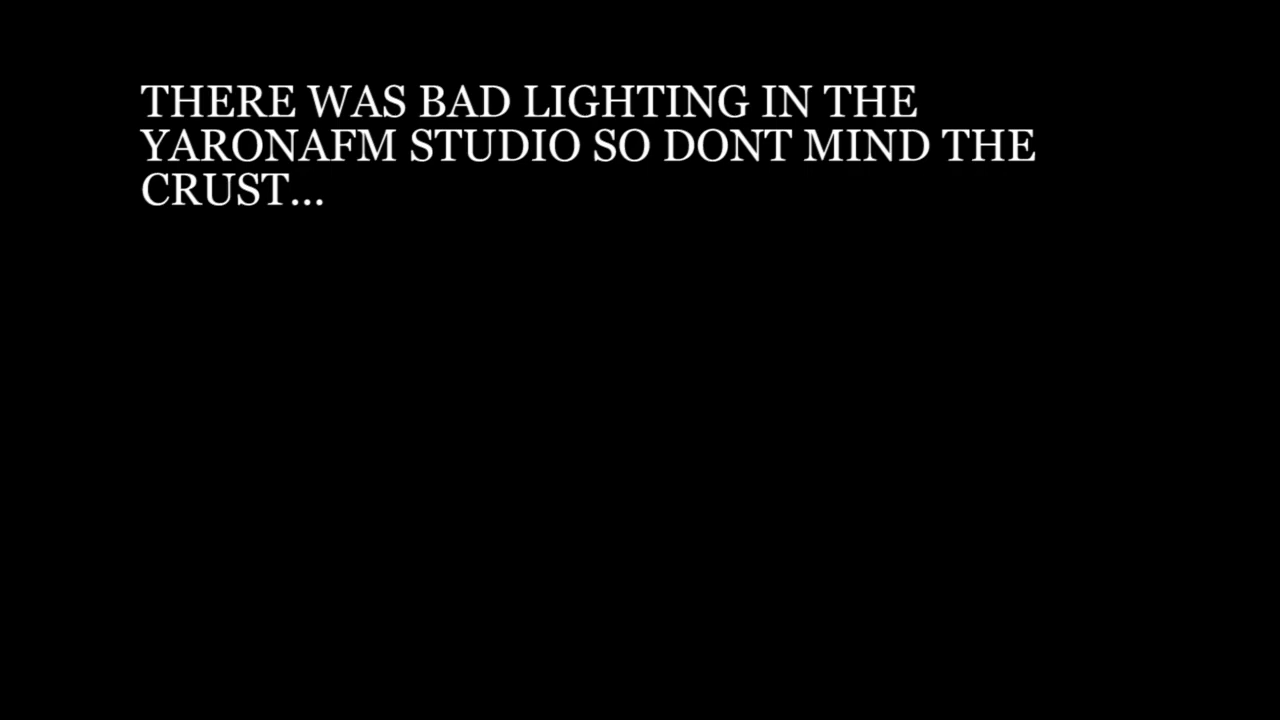 THERE WAS BAD LIGHTING IN THE
YARONAFM STUDIO SO DONT MIND THE
CRUST...